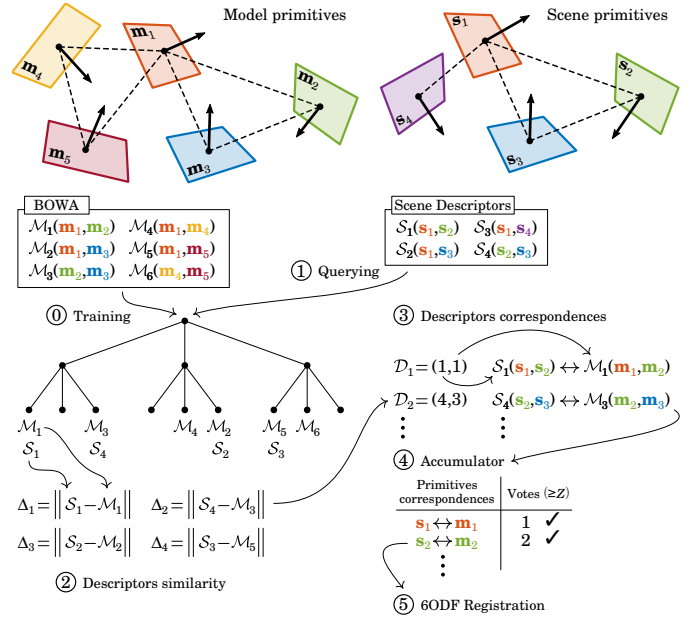 Model primitives
Scene primitives
m₁
m₂
m₃
m₄
m₅
s₁
s₂
s₃
s₄
BOWA
ℳ₁(m₁,m₂) ℳ₄(m₁,m₄)
ℳ₂(m₁,m₃) ℳ₅(m₁,m₅)
ℳ₃(m₂,m₃) ℳ₆(m₄,m₅)
Scene Descriptors
𝒮₁(s₁,s₂) 𝒮₃(s₁,s₄)
𝒮₂(s₁,s₃) 𝒮₄(s₂,s₃)
① Querying
⓪ Training
ℳ₁ ℳ₃ ℳ₄ ℳ₂ ℳ₅ ℳ₆
𝒮₁ 𝒮₄ 𝒮₂ 𝒮₃
Δ₁=||𝒮₁−ℳ₁|| Δ₂=||𝒮₄−ℳ₃||
Δ₃=||𝒮₂−ℳ₂|| Δ₄=||𝒮₃−ℳ₅||
② Descriptors similarity
③ Descriptors correspondences
𝒟₁=(1,1) 𝒮₁(s₁,s₂)↔ℳ₁(m₁,m₂)
𝒟₂=(4,3) 𝒮₄(s₂,s₃)↔ℳ₃(m₂,m₃)
④ Accumulator
Primitives
correspondences
Votes (≥Z)
s₁↔m₁ 1 ✓
s₂↔m₂ 2 ✓
⑤ 6ODF Registration